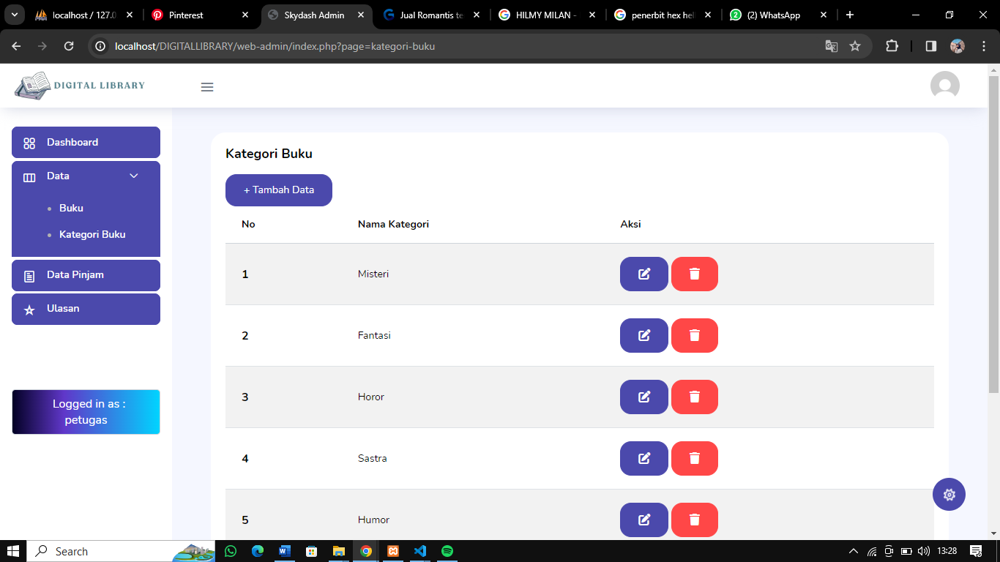 localhost / 127.0
Pinterest
Skydash Admin
Jual Romantis te
HILMY MILAN -
penerbit hex hel
2
(2) WhatsApp
localhost/DIGITALLIBRARY/web-admin/index.php?page=kategori-buku
DIGITAL LIBRARY
Dashboard
Data
Buku
Kategori Buku
Data Pinjam
Ulasan
Logged in as :
petugas
Kategori Buku
+ Tambah Data
No Nama Kategori Aksi
1 Misteri
2 Fantasi
3 Horor
4 Sastra
5 Humor
Search
13:28